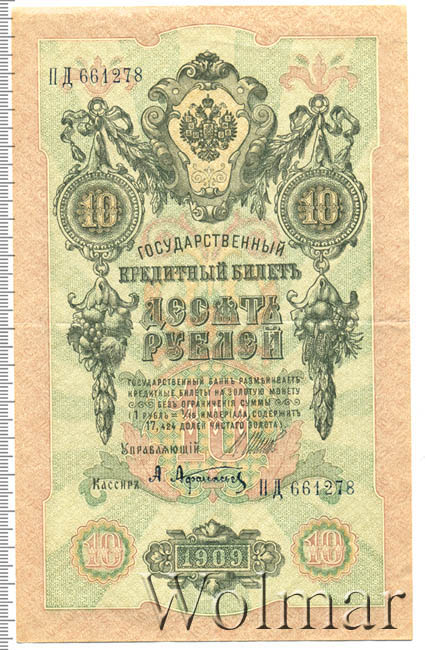 ПД 661278
10 10
ГОСУДАРСТВЕННЫЙ
КРЕДИТНЫЙ БИЛЕТЪ
ДЕСЯТЬ
РУБЛЕЙ
ГОСУДАРСТВЕННЫЙ БАНКЪ РАЗМѢНИВАЕТЪ
КРЕДИТНЫЕ БИЛЕТЫ НА ЗОЛОТУЮ МОНЕТУ
БЕЗЪ ОГРАНИЧЕНІЯ СУММЫ
(1 РУБЛЬ = 1/15 ИМПЕРІАЛА, СОДЕРЖИТЪ
17,424 ДОЛЕЙ ЧИСТАГО ЗОЛОТА).
10
Управляющій
Кассиръ А. Афанасьев ПД 661278
10 1909 10
Wolmar